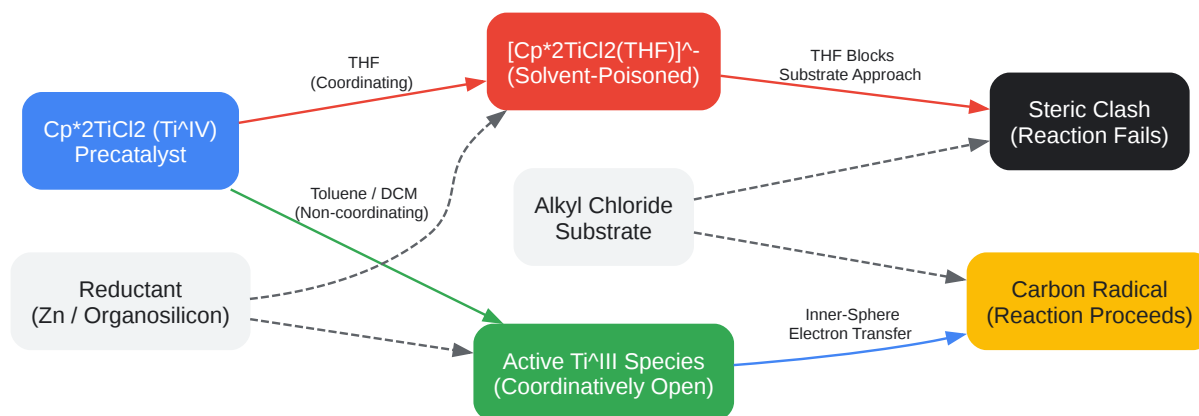 THF
(Coordinating)
[Cp*2TiCl2(THF)]^-
(Solvent-Poisoned)
THF Blocks
Substrate Approach
Cp*2TiCl2 (Ti^IV)
Precatalyst
Steric Clash
(Reaction Fails)
Toluene / DCM
(Non-coordinating)
Alkyl Chloride
Substrate
Reductant
(Zn / Organosilicon)
Carbon Radical
(Reaction Proceeds)
Inner-Sphere
Electron Transfer
Active Ti^III Species
(Coordinatively Open)